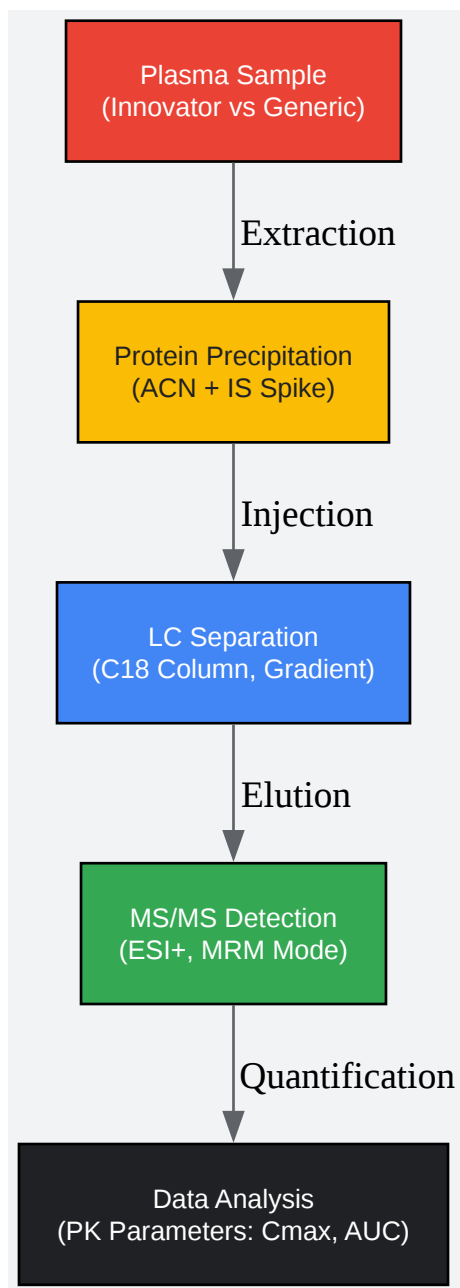 Plasma Sample
(Innovator vs Generic)
Extraction
Protein Precipitation
(ACN + IS Spike)
Injection
LC Separation
(C18 Column, Gradient)
Elution
MS/MS Detection
(ESI+, MRM Mode)
Quantification
Data Analysis
(PK Parameters: Cmax, AUC)